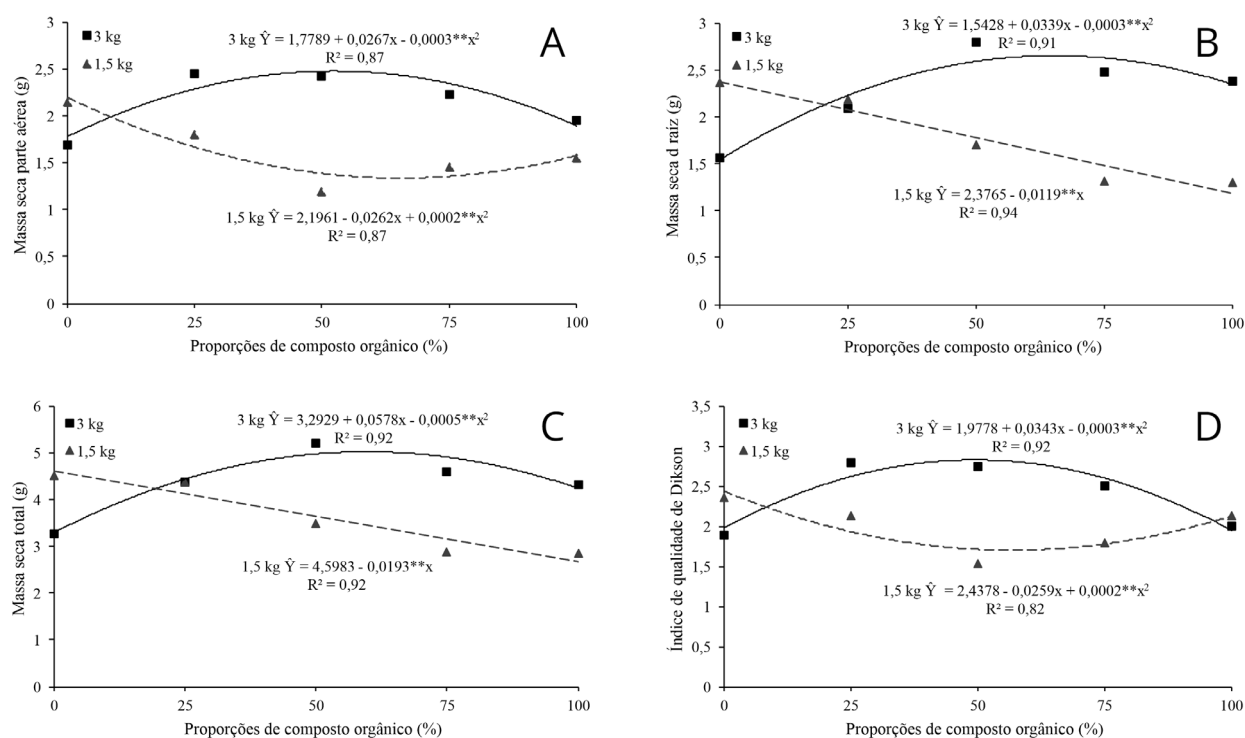 A
3
2,5
2
1,5
1
0,5
0
Massa seca parte aérea (g)
3 kg
1,5 kg
3 kg Ŷ = 1,7789 + 0,0267x - 0,0003**x²
R² = 0,87
1,5 kg Ŷ = 2,1961 - 0,0262x + 0,0002**x²
R² = 0,87
0 25 50 75 100
Proporções de composto orgânico (%)
B
3
2,5
2
1,5
1
0,5
0
Massa seca d raíz (g)
3 kg
1,5 kg
3 kg Ŷ = 1,5428 + 0,0339x - 0,0003**x²
R² = 0,91
1,5 kg Ŷ = 2,3765 - 0,0119**x
R² = 0,94
0 25 50 75 100
Proporções de composto orgânico (%)
C
6
5
4
3
2
1
0
Massa seca total (g)
3 kg
1,5 kg
3 kg Ŷ = 3,2929 + 0,0578x - 0,0005**x²
R² = 0,92
1,5 kg Ŷ = 4,5983 - 0,0193**x
R² = 0,92
0 25 50 75 100
Proporções de composto orgânico (%)
D
3,5
3
2,5
2
1,5
1
0,5
0
Índice de qualidade de Dikson
3 kg
1,5 kg
3 kg Ŷ = 1,9778 + 0,0343x - 0,0003**x²
R² = 0,92
1,5 kg Ŷ = 2,4378 - 0,0259x + 0,0002**x²
R² = 0,82
0 25 50 75 100
Proporções de composto orgânico (%)